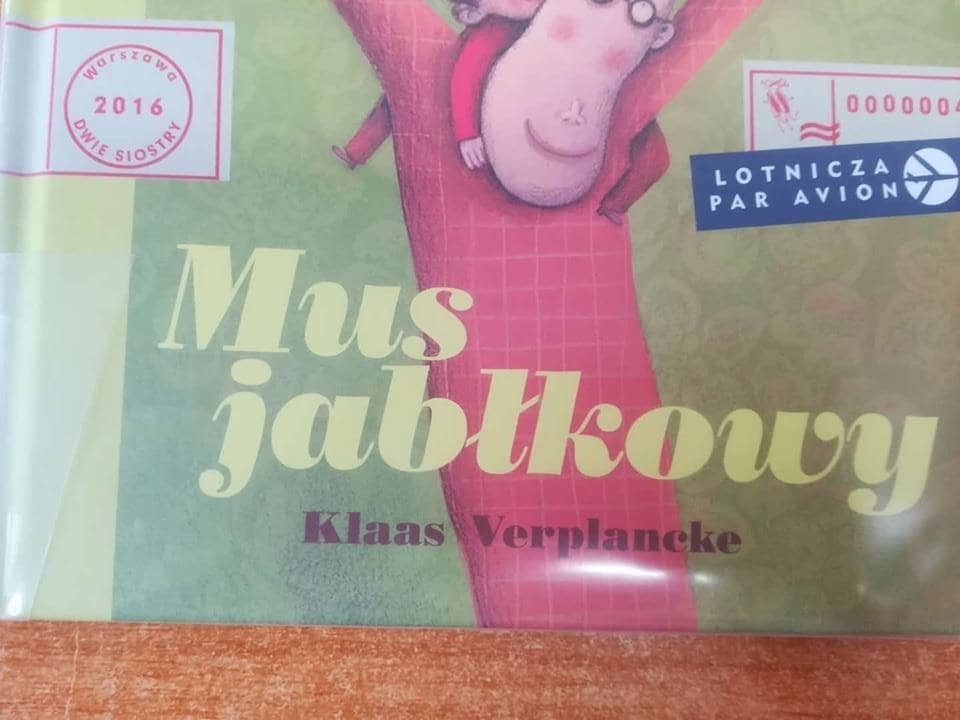 Warszawa
2016
DWIE SIOSTRY
0000004
LOTNICZA
PAR AVION
Mus
jabłkowy
Klaas Verplancke